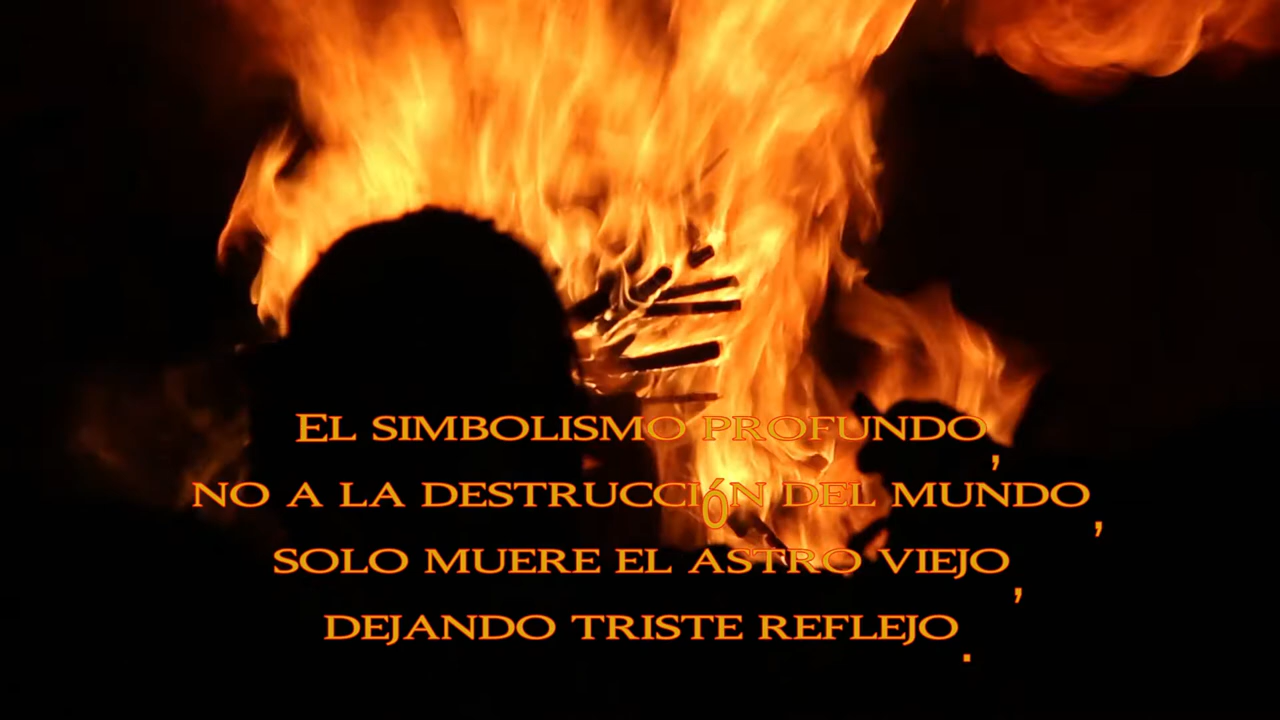 El simbolismo profundo,
no a la destrucción del mundo,
solo muere el astro viejo,
dejando triste reflejo.